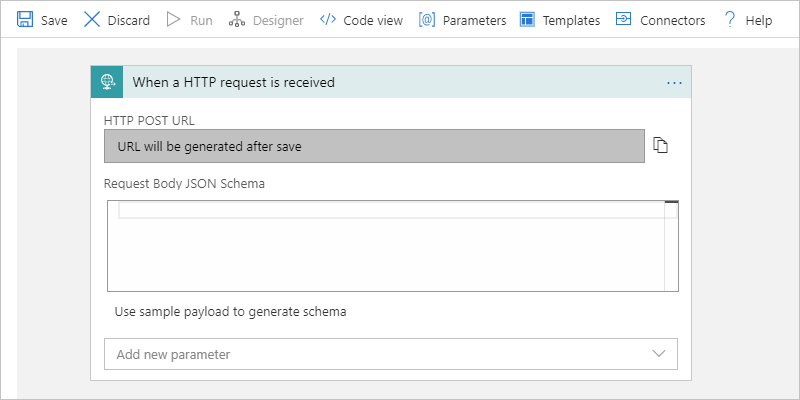 Save Discard Run Designer Code view Parameters Templates Connectors Help
When a HTTP request is received
HTTP POST URL
URL will be generated after save
Request Body JSON Schema
Use sample payload to generate schema
Add new parameter